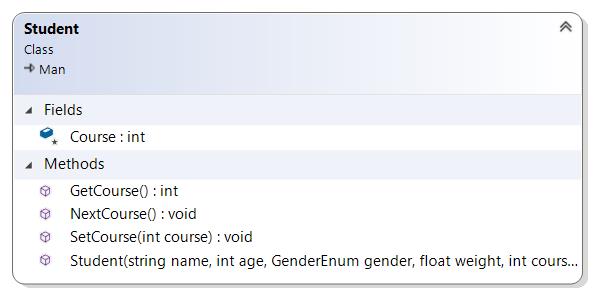 Student
Class
Man
Fields
Course : int
Methods
GetCourse() : int
NextCourse() : void
SetCourse(int course) : void
Student(string name, int age, GenderEnum gender, float weight, int cours...